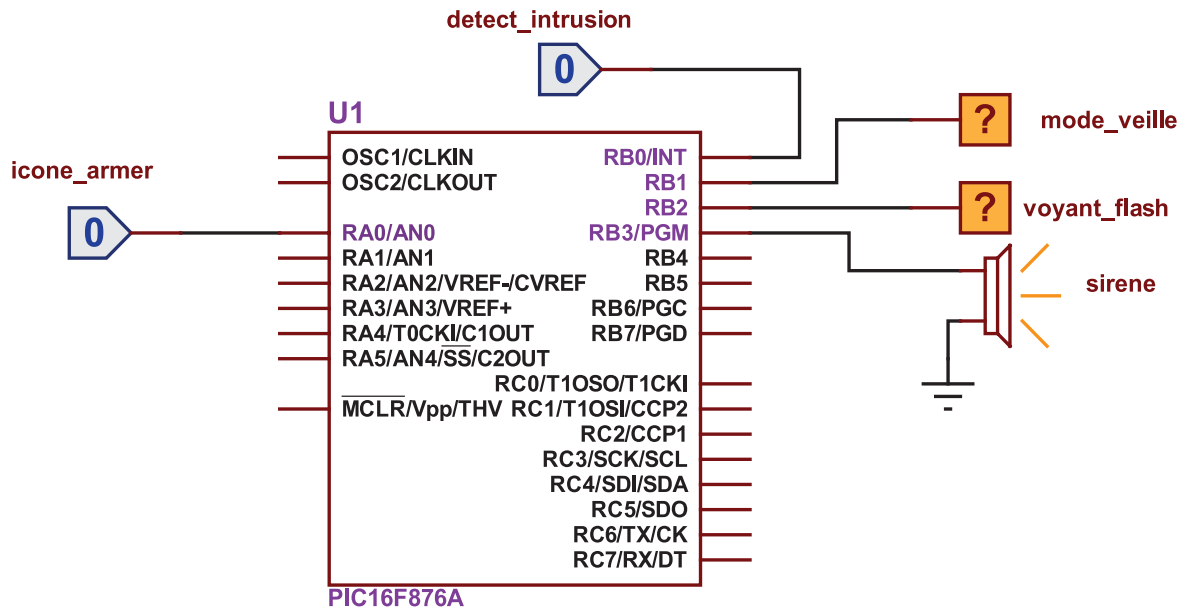 detect_intrusion
0
U1
mode_veille
?
OSC1/CLKIN
RB0/INT
icone_armer
OSC2/CLKOUT
RB1
RB2
?
voyant_flash
0
RA0/AN0
RB3/PGM
RA1/AN1
RB4
RA2/AN2/VREF-/CVREF
RB5
sirene
RA3/AN3/VREF+
RB6/PGC
RA4/T0CKI/C1OUT
RB7/PGD
RA5/AN4/SS/C2OUT
RC0/T1OSO/T1CKI
MCLR/Vpp/THV
RC1/T1OSI/CCP2
RC2/CCP1
RC3/SCK/SCL
RC4/SDI/SDA
RC5/SDO
RC6/TX/CK
RC7/RX/DT
PIC16F876A